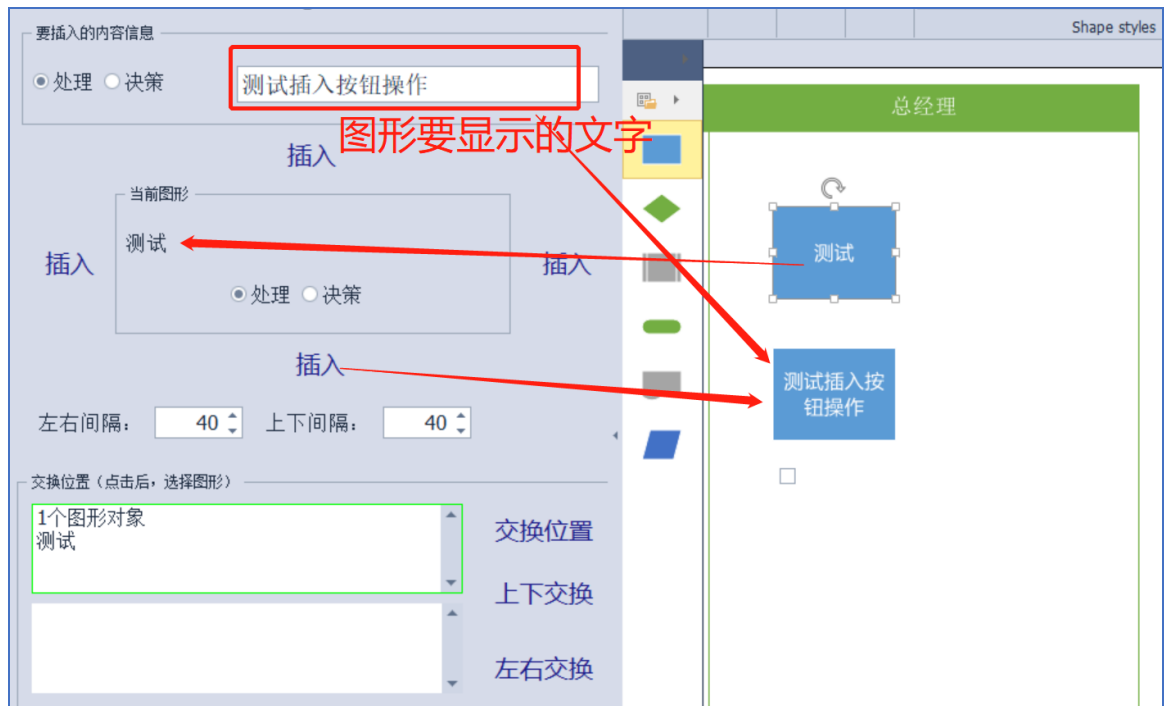 要插入的内容信息
处理 决策
测试插入按钮操作
图形要显示的文字
插入
当前图形
测试
插入
插入
处理 决策
插入
左右间隔: 40 上下间隔: 40
交换位置（点击后，选择图形）
1个图形对象
测试
交换位置
上下交换
左右交换
Shape styles
总经理
测试
测试插入按
钮操作